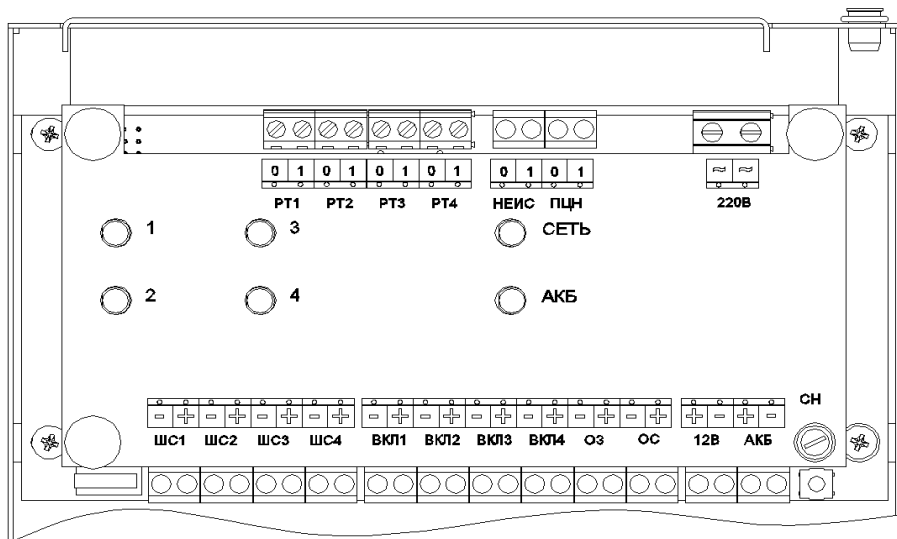 0 1 0 1 0 1 0 1 0 1 0 1 ≈ ≈
РТ1 РТ2 РТ3 РТ4 НЕИС ПЦН 220В
1 3 СЕТЬ
2 4 АКБ
СН
- + - + - + - + - + - + - + - + - + - + + - + -
ШС1 ШС2 ШС3 ШС4 ВКЛ1 ВКЛ2 ВКЛ3 ВКЛ4 ОЗ ОС 12В АКБ